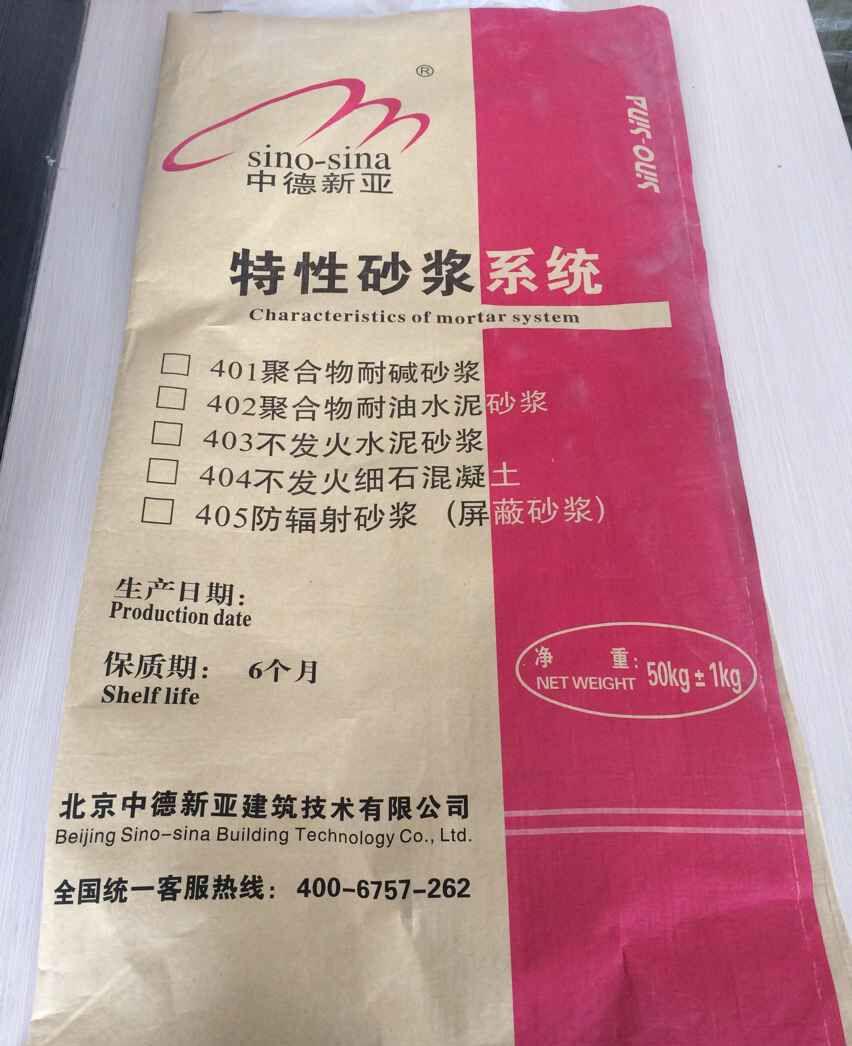 ®
sino-sina
中德新亚
sino-sina
特性砂浆系统
Characteristics of mortar system
401聚合物耐碱砂浆
402聚合物耐油水泥砂浆
403不发火水泥砂浆
404不发火细石混凝土
405防辐射砂浆 (屏蔽砂浆)
生产日期:
Production date
保质期: 6个月
Shelf life
净 重:
NET WEIGHT 50kg±1kg
北京中德新亚建筑技术有限公司
Beijing Sino-sina Building Technology Co., Ltd.
全国统一客服热线: 400-6757-262